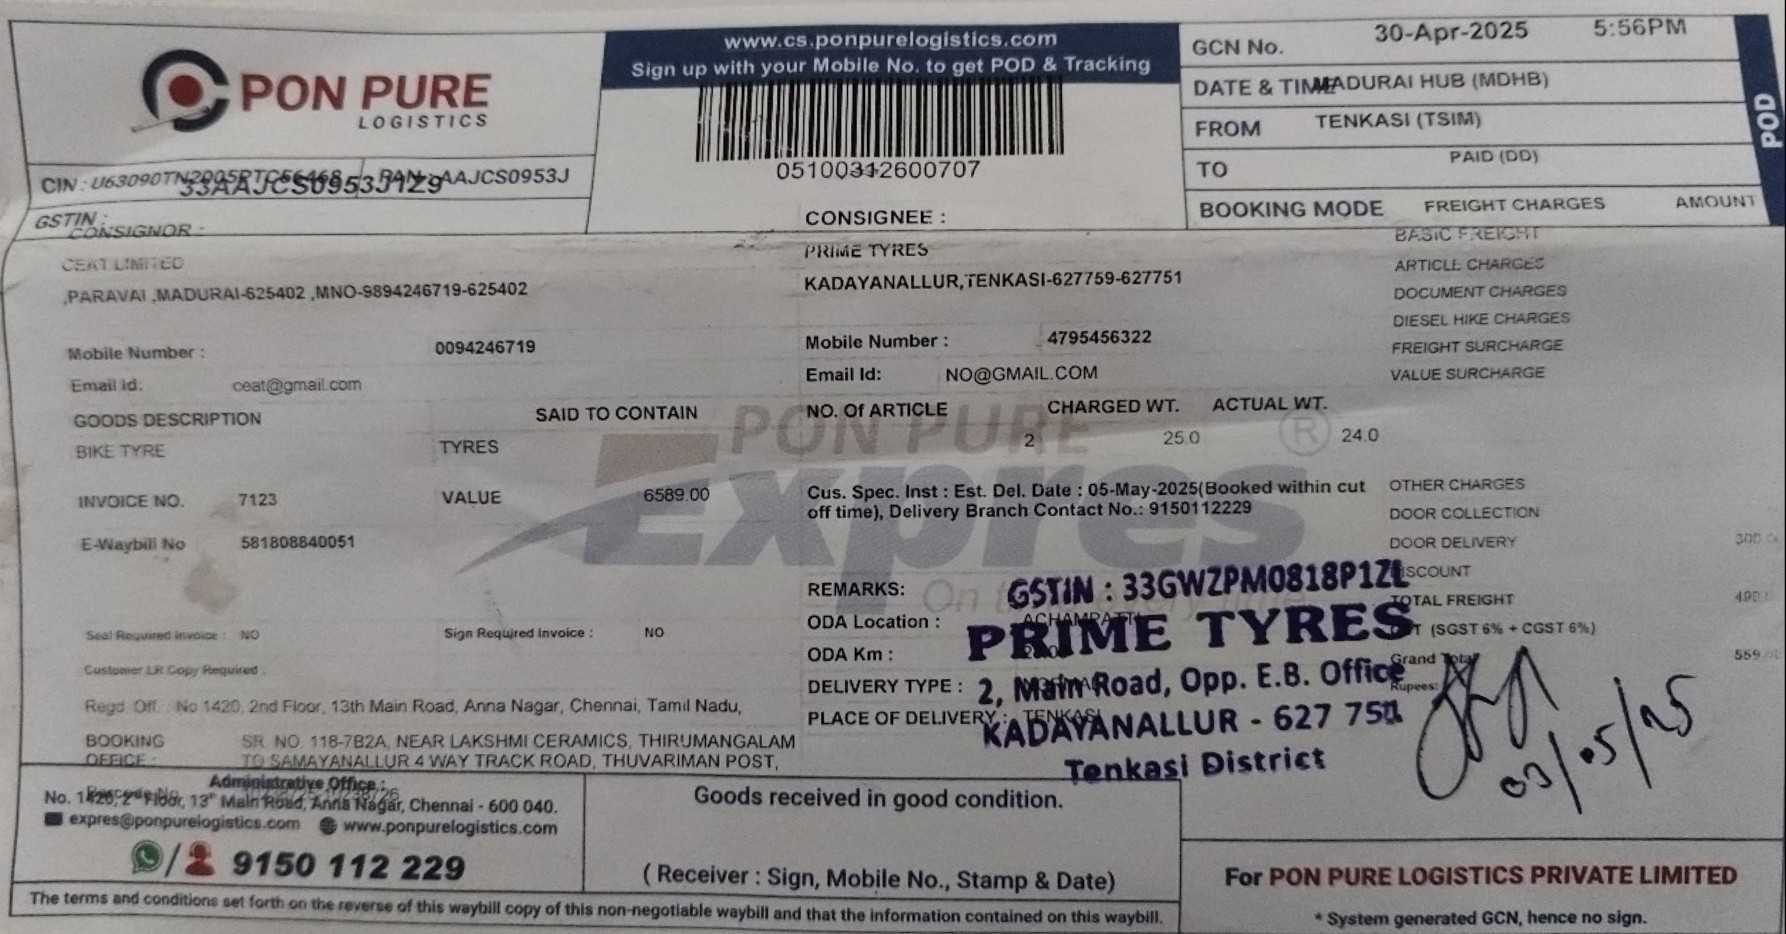 PON PURE
LOGISTICS
www.cs.ponpurelogistics.com
Sign up with your Mobile No. to get POD & Tracking
05100312600707
GCN No. 30-Apr-2025 5:56PM
DATE & TIME MADURAI HUB (MDHB)
FROM TENKASI (TSIM)
TO PAID (DD)
BOOKING MODE FREIGHT CHARGES AMOUNT
POD
CIN : PAN : AAJCS0953J
33AAJCS0953J1Z9
GSTIN :
CONSIGNOR :
CEAT LIMITED
,PARAVAI ,MADURAI-625402 ,MNO-9894246719-625402
Mobile Number : 0094246719
Email id: ceat@gmail.com
CONSIGNEE :
PRIME TYRES
KADAYANALLUR,TENKASI-627759-627751
Mobile Number : 4795456322
Email Id: NO@GMAIL.COM
BASIC FREIGHT
ARTICLE CHARGES
DOCUMENT CHARGES
DIESEL HIKE CHARGES
FREIGHT SURCHARGE
VALUE SURCHARGE
GOODS DESCRIPTION SAID TO CONTAIN NO. Of ARTICLE CHARGED WT. ACTUAL WT.
BIKE TYRE TYRES 2 25.0 24.0
PON PURE ®
Expres
INVOICE NO. 7123 VALUE 6589.00
E-Waybill No 581808840051
Cus. Spec. Inst : Est. Del. Date : 05-May-2025(Booked within cut
off time), Delivery Branch Contact No.: 9150112229
OTHER CHARGES
DOOR COLLECTION
DOOR DELIVERY
TOTAL FREIGHT
(SGST 6% + CGST 6%)
Grand Total
Rupees:
REMARKS:
ODA Location :
ODA Km :
DELIVERY TYPE :
PLACE OF DELIVERY : TENKASI
GSTIN : 33GWZPM0818P1ZL
PRIME TYRES
2, Main Road, Opp. E.B. Office
KADAYANALLUR - 627 751
Tenkasi District
03/05/25
Seal Required invoice : NO Sign Required Invoice : NO
Customer LR Copy Required :
Regd. Off. : No 1420, 2nd Floor, 13th Main Road, Anna Nagar, Chennai, Tamil Nadu,
BOOKING OFFICE : SR. NO. 118-7B2A, NEAR LAKSHMI CERAMICS, THIRUMANGALAM
TO SAMAYANALLUR 4 WAY TRACK ROAD, THUVARIMAN POST,
Administrative Office :
No. 1420, 2nd Floor, 13th Main Road, Anna Nagar, Chennai - 600 040.
expres@ponpurelogistics.com www.ponpurelogistics.com
/ 9150 112 229
Goods received in good condition.
( Receiver : Sign, Mobile No., Stamp & Date)
For PON PURE LOGISTICS PRIVATE LIMITED
* System generated GCN, hence no sign.
The terms and conditions set forth on the reverse of this waybill copy of this non-negotiable waybill and that the information contained on this waybill.